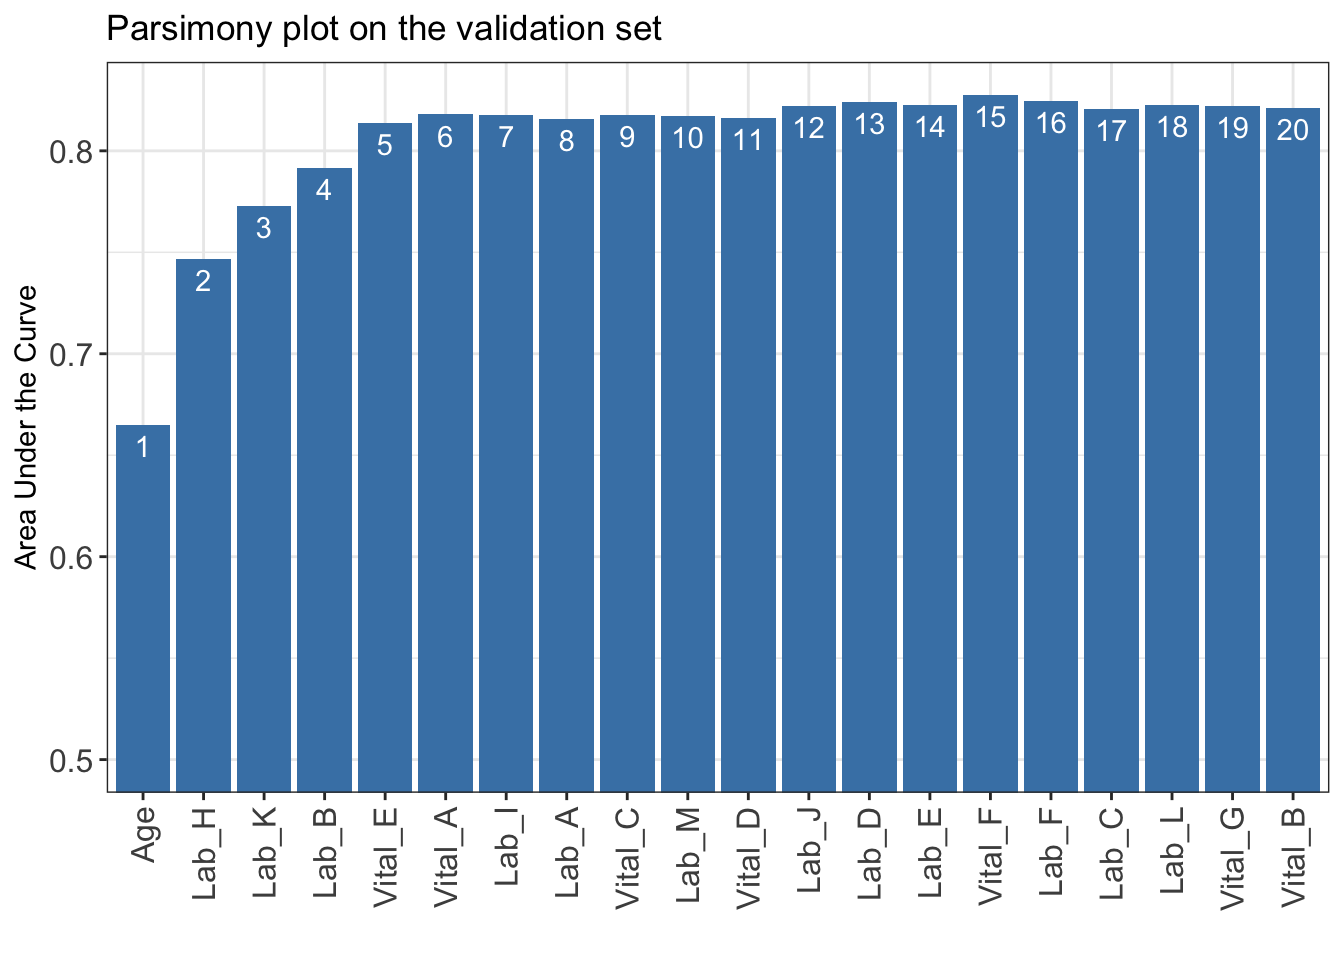 Parsimony plot on the validation set
Area Under the Curve
0.8
0.7
0.6
0.5
1
2
3
4
5
6
7
8
9
10
11
12
13
14
15
16
17
18
19
20
Age
Lab_H
Lab_K
Lab_B
Vital_E
Vital_A
Lab_I
Lab_A
Vital_C
Lab_M
Vital_D
Lab_J
Lab_D
Lab_E
Vital_F
Lab_F
Lab_C
Lab_L
Vital_G
Vital_B